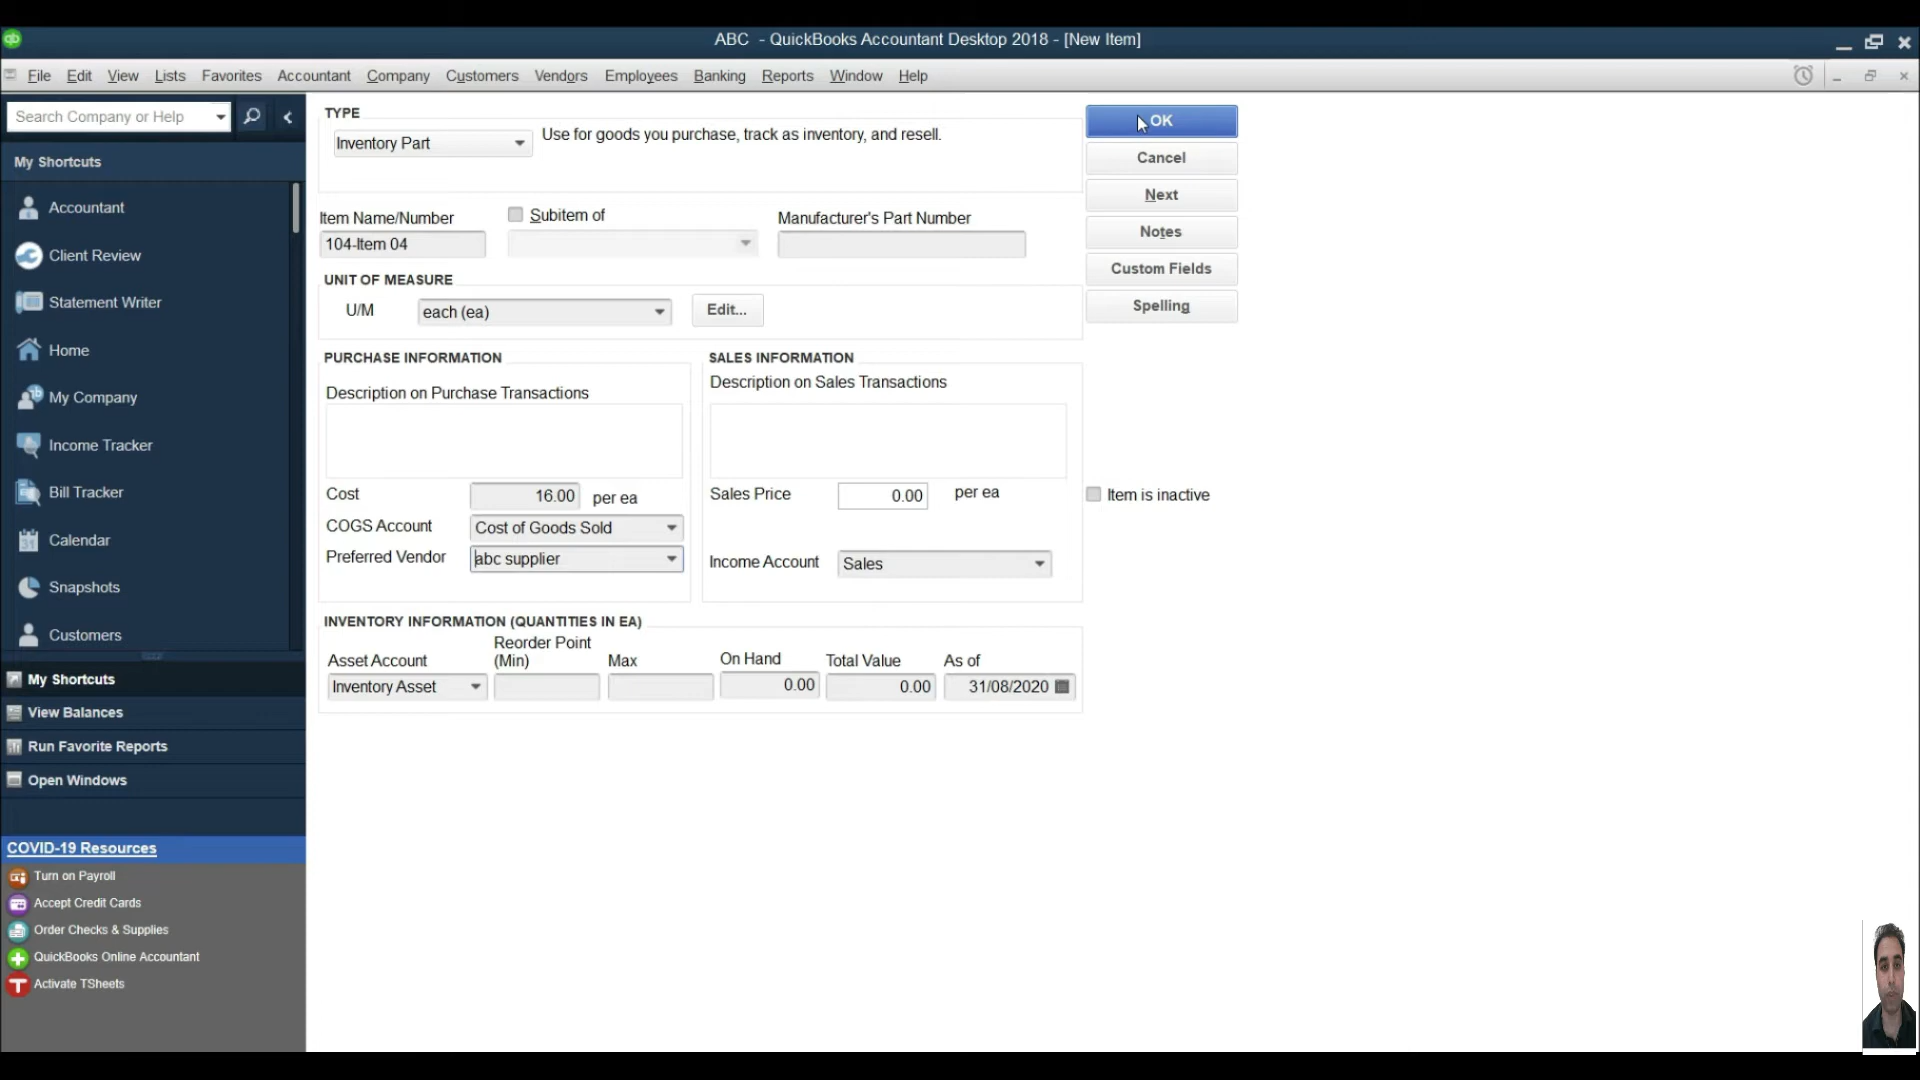 ABC - QuickBooks Accountant Desktop 2018 - [New Item]
File Edit View Lists Favorites Accountant Company Customers Vendors Employees Banking Reports Window Help
Search Company or Help
My Shortcuts
Accountant
Client Review
Statement Writer
Home
My Company
Income Tracker
Bill Tracker
Calendar
Snapshots
Customers
My Shortcuts
View Balances
Run Favorite Reports
Open Windows
COVID-19 Resources
Turn on Payroll
Accept Credit Cards
Order Checks & Supplies
QuickBooks Online Accountant
Activate TSheets
TYPE
Inventory Part
Use for goods you purchase, track as inventory, and resell.
Item Name/Number
Subitem of
Manufacturer's Part Number
104-Item 04
UNIT OF MEASURE
U/M each (ea) Edit...
PURCHASE INFORMATION
Description on Purchase Transactions
Cost 16.00 per ea
COGS Account Cost of Goods Sold
Preferred Vendor abc supplier
SALES INFORMATION
Description on Sales Transactions
Sales Price 0.00 per ea
Income Account Sales
INVENTORY INFORMATION (QUANTITIES IN EA)
Asset Account Reorder Point (Min) Max On Hand Total Value As of
Inventory Asset 0.00 0.00 31/08/2020
OK
Cancel
Next
Notes
Custom Fields
Spelling
Item is inactive